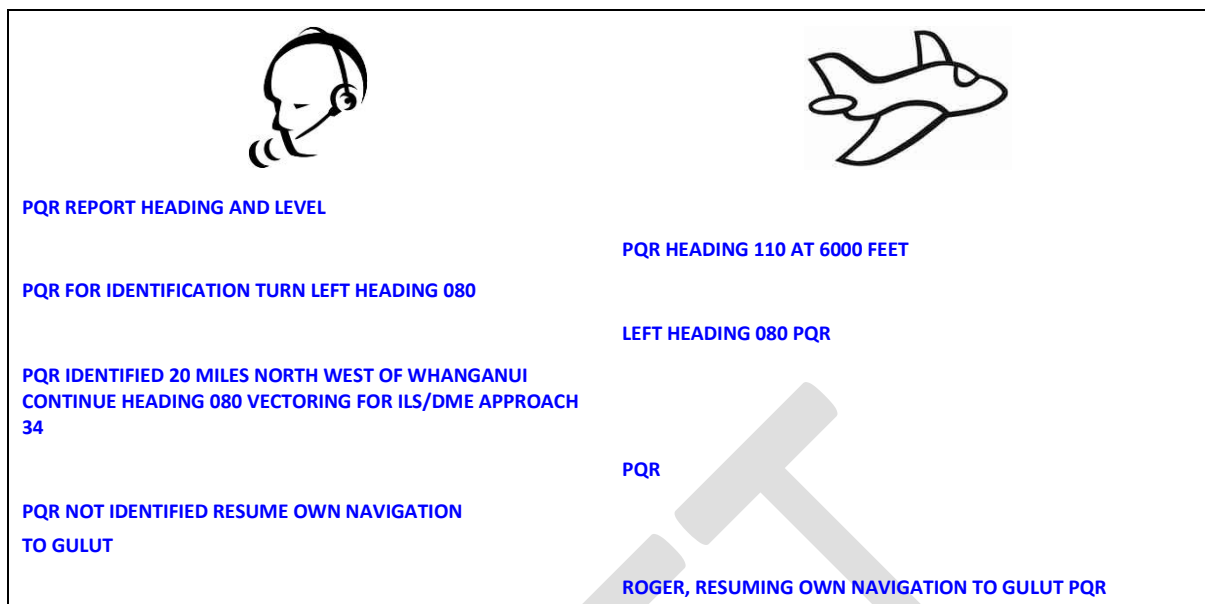 PQR REPORT HEADING AND LEVEL
PQR HEADING 110 AT 6000 FEET
PQR FOR IDENTIFICATION TURN LEFT HEADING 080
LEFT HEADING 080 PQR
PQR IDENTIFIED 20 MILES NORTH WEST OF WHANGANUI
CONTINUE HEADING 080 VECTORING FOR ILS/DME APPROACH
34
PQR
PQR NOT IDENTIFIED RESUME OWN NAVIGATION
TO GULUT
ROGER, RESUMING OWN NAVIGATION TO GULUT PQR